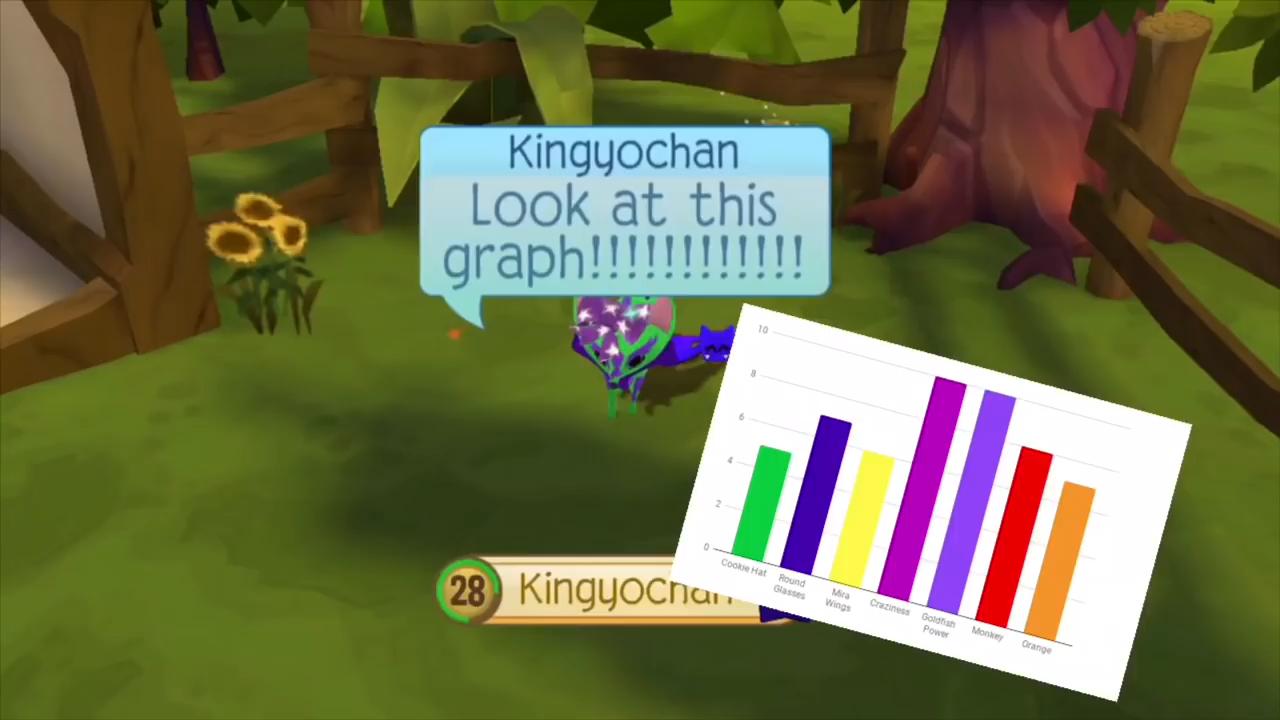 Kingyochan
Look at this
graph!!!!!!!!!!!!
10
8
6
4
2
0
Cookie Hat
Round
Glasses
Mira
Wings
Craziness
Goldfish
Power
Monkey
Orange
28
Kingyochan